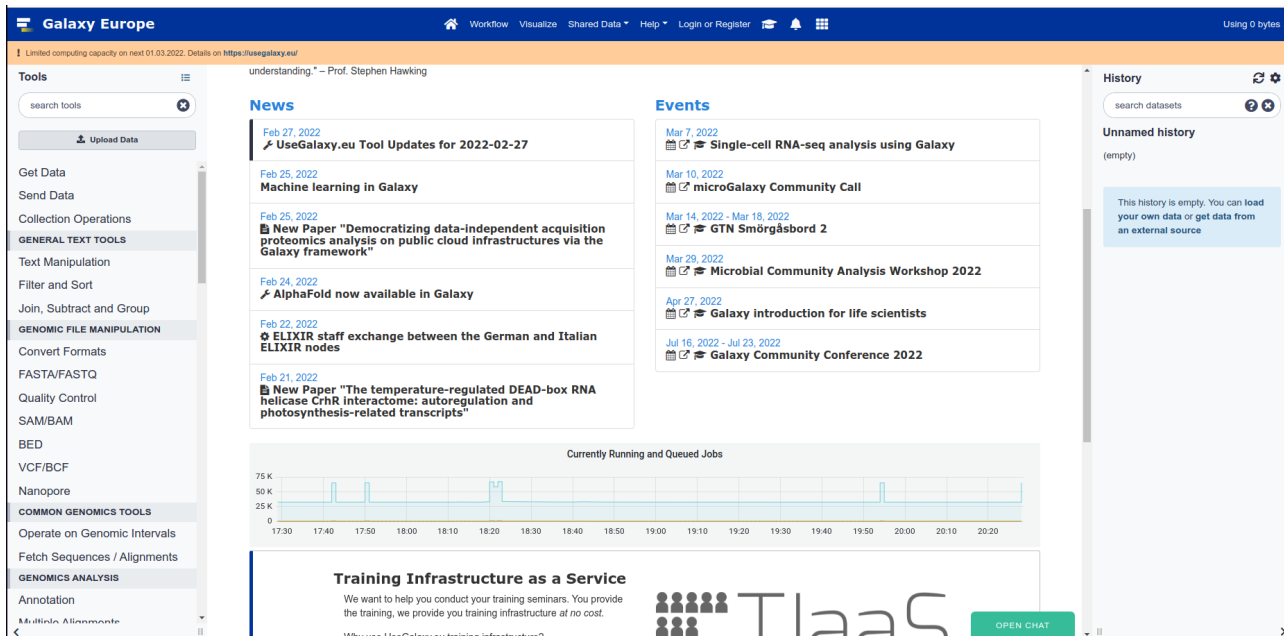 Galaxy Europe
Workflow Visualize Shared Data Help Login or Register
Using 0 bytes
! Limited computing capacity on next 01.03.2022. Details on https://usegalaxy.eu/
Tools
search tools
Upload Data
Get Data
Send Data
Collection Operations
GENERAL TEXT TOOLS
Text Manipulation
Filter and Sort
Join, Subtract and Group
GENOMIC FILE MANIPULATION
Convert Formats
FASTA/FASTQ
Quality Control
SAM/BAM
BED
VCF/BCF
Nanopore
COMMON GENOMICS TOOLS
Operate on Genomic Intervals
Fetch Sequences / Alignments
GENOMICS ANALYSIS
Annotation
Multiple Alignments
understanding." – Prof. Stephen Hawking
News
Feb 27, 2022
UseGalaxy.eu Tool Updates for 2022-02-27
Feb 25, 2022
Machine learning in Galaxy
Feb 25, 2022
New Paper "Democratizing data-independent acquisition
proteomics analysis on public cloud infrastructures via the
Galaxy framework"
Feb 24, 2022
AlphaFold now available in Galaxy
Feb 22, 2022
ELIXIR staff exchange between the German and Italian
ELIXIR nodes
Feb 21, 2022
New Paper "The temperature-regulated DEAD-box RNA
helicase CrhR interactome: autoregulation and
photosynthesis-related transcripts"
Events
Mar 7, 2022
Single-cell RNA-seq analysis using Galaxy
Mar 10, 2022
microGalaxy Community Call
Mar 14, 2022 - Mar 18, 2022
GTN Smörgåsbord 2
Mar 29, 2022
Microbial Community Analysis Workshop 2022
Apr 27, 2022
Galaxy introduction for life scientists
Jul 16, 2022 - Jul 23, 2022
Galaxy Community Conference 2022
Currently Running and Queued Jobs
75 K
50 K
25 K
0
17:30 17:40 17:50 18:00 18:10 18:20 18:30 18:40 18:50 19:00 19:10 19:20 19:30 19:40 19:50 20:00 20:10 20:20
Training Infrastructure as a Service
We want to help you conduct your training seminars. You provide
the training, we provide you training infrastructure at no cost.
Why use UseGalaxy.eu training infrastructure?
TIaaS
OPEN CHAT
History
search datasets
Unnamed history
(empty)
This history is empty. You can load
your own data or get data from
an external source